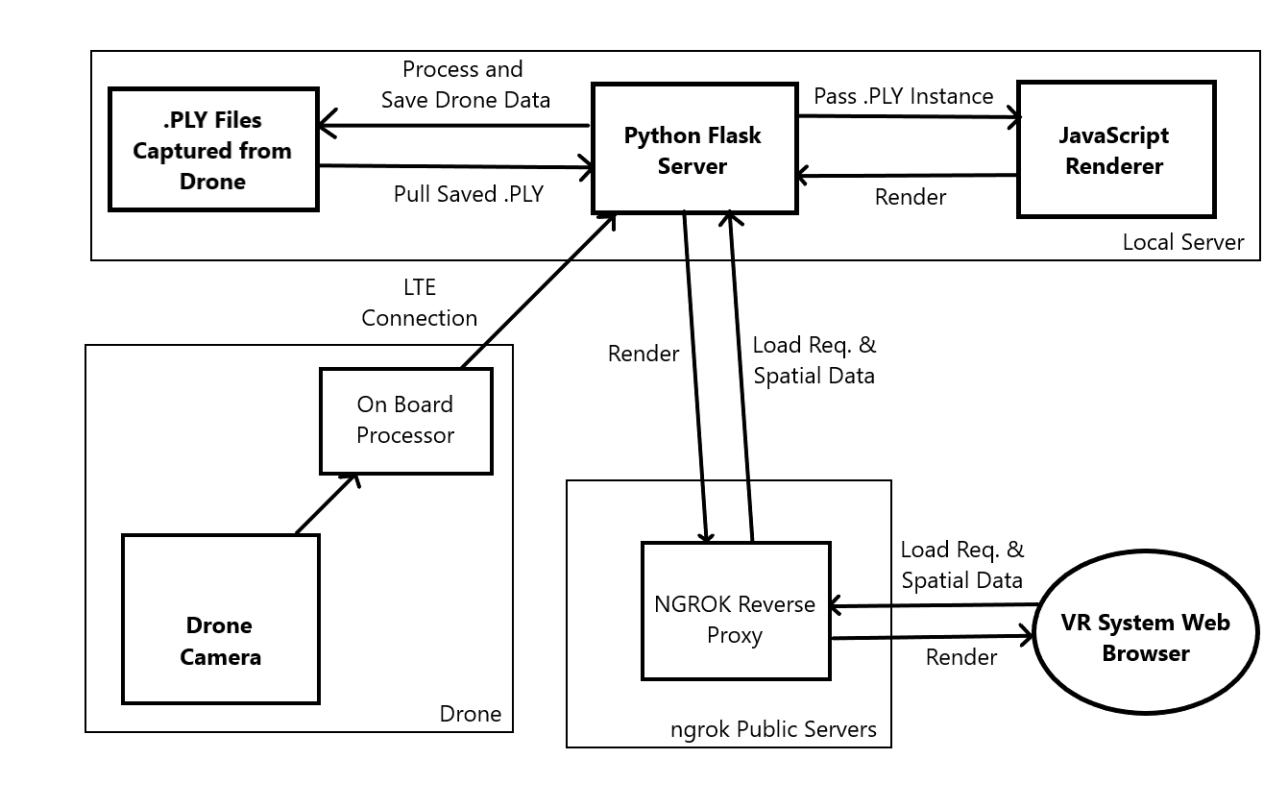 Process and
Save Drone Data
.PLY Files
Captured from
Drone
Pull Saved .PLY
Python Flask
Server
Pass .PLY Instance
Render
JavaScript
Renderer
Local Server
LTE
Connection
On Board
Processor
Drone
Camera
Drone
Render
Load Req. &
Spatial Data
NGROK Reverse
Proxy
ngrok Public Servers
Load Req. &
Spatial Data
Render
VR System Web
Browser